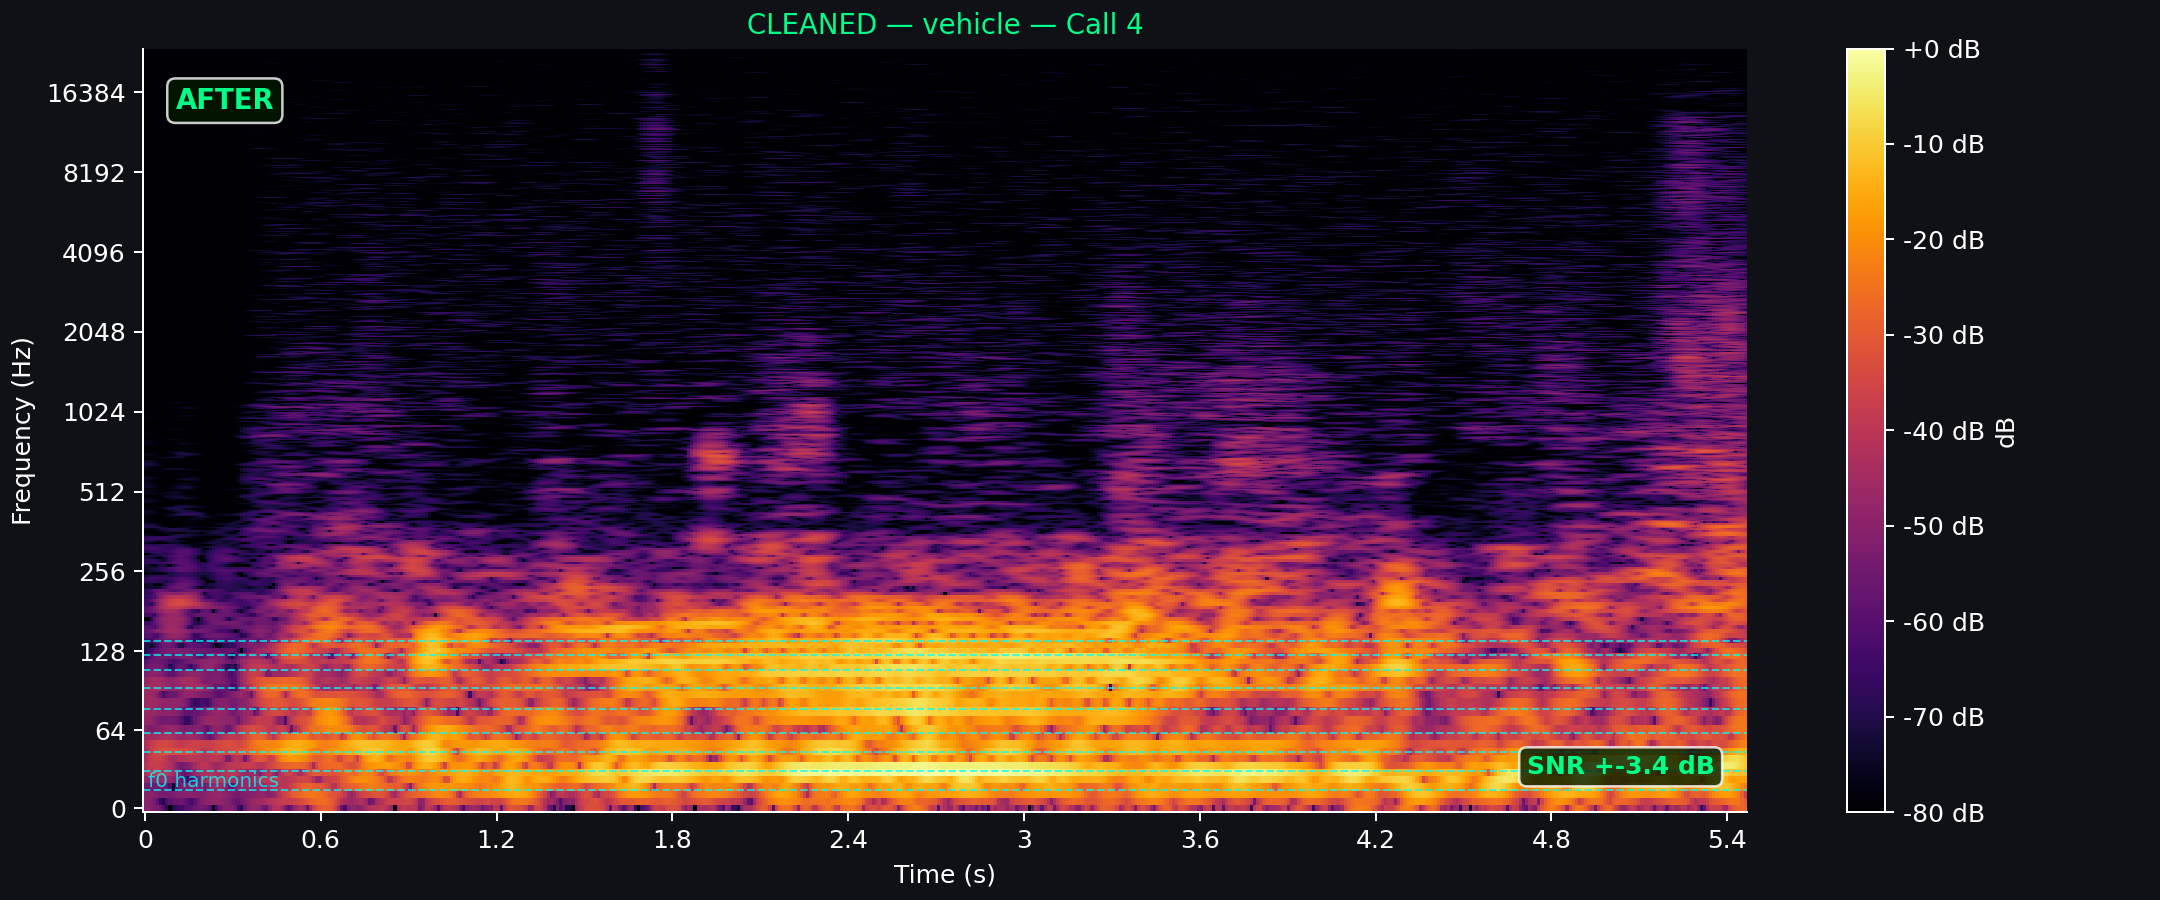 CLEANED — vehicle — Call 4
AFTER
Frequency (Hz)
16384
8192
4096
2048
1024
512
256
128
64
0
f0 harmonics
SNR +-3.4 dB
0 0.6 1.2 1.8 2.4 3 3.6 4.2 4.8 5.4
Time (s)
+0 dB
-10 dB
-20 dB
-30 dB
-40 dB
-50 dB
-60 dB
-70 dB
-80 dB
dB